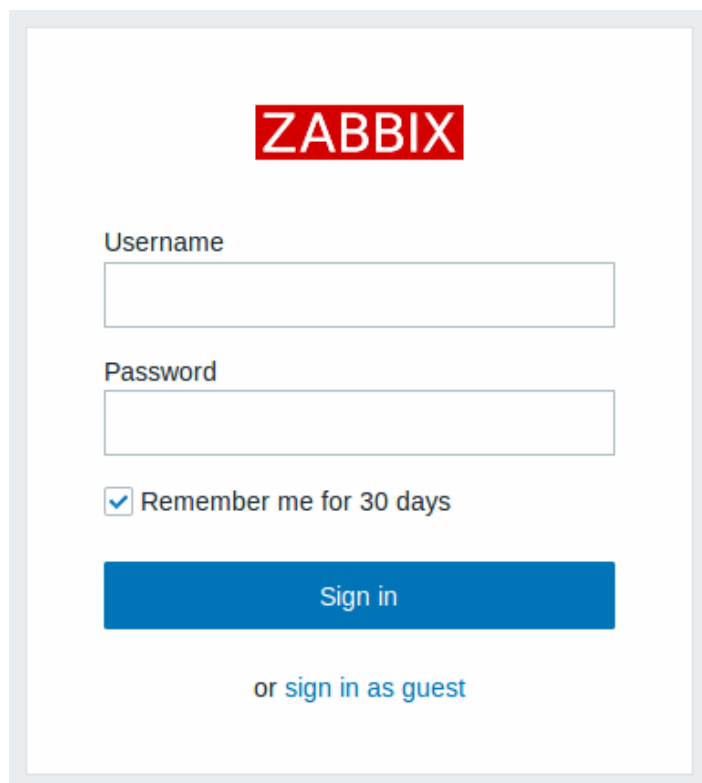 ZABBIX
Username
Password
Remember me for 30 days
Sign in
or sign in as guest